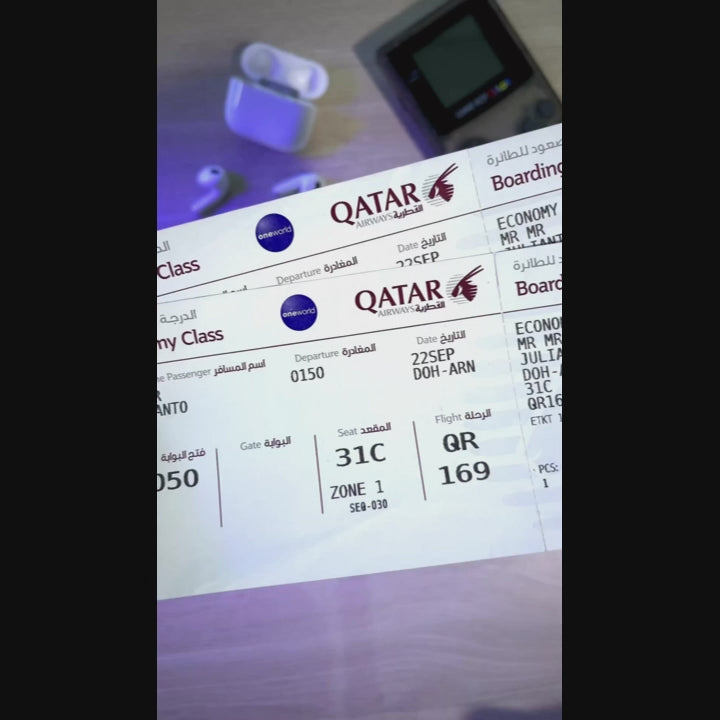 صعود للطائرة
Boarding
QATAR
AIRWAYS القطرية
oneworld
Class
ECONOMY
MR MR
Departure المغادرة
Date التاريخ
22SEP
الدرجة
my Class
oneworld
QATAR
AIRWAYS القطرية
للطائرة
Board
Passenger اسم المسافر
ANTO
Departure المغادرة
0150
Date التاريخ
22SEP
DOH-ARN
ECONO
MR MR
JULIA
DOH-
31C
QR16
ETKT 1
فتح البوابة
050
Gate البوابة
Seat المقعد
31C
ZONE 1
SEQ-030
Flight الرحلة
QR
169
PCS:
1